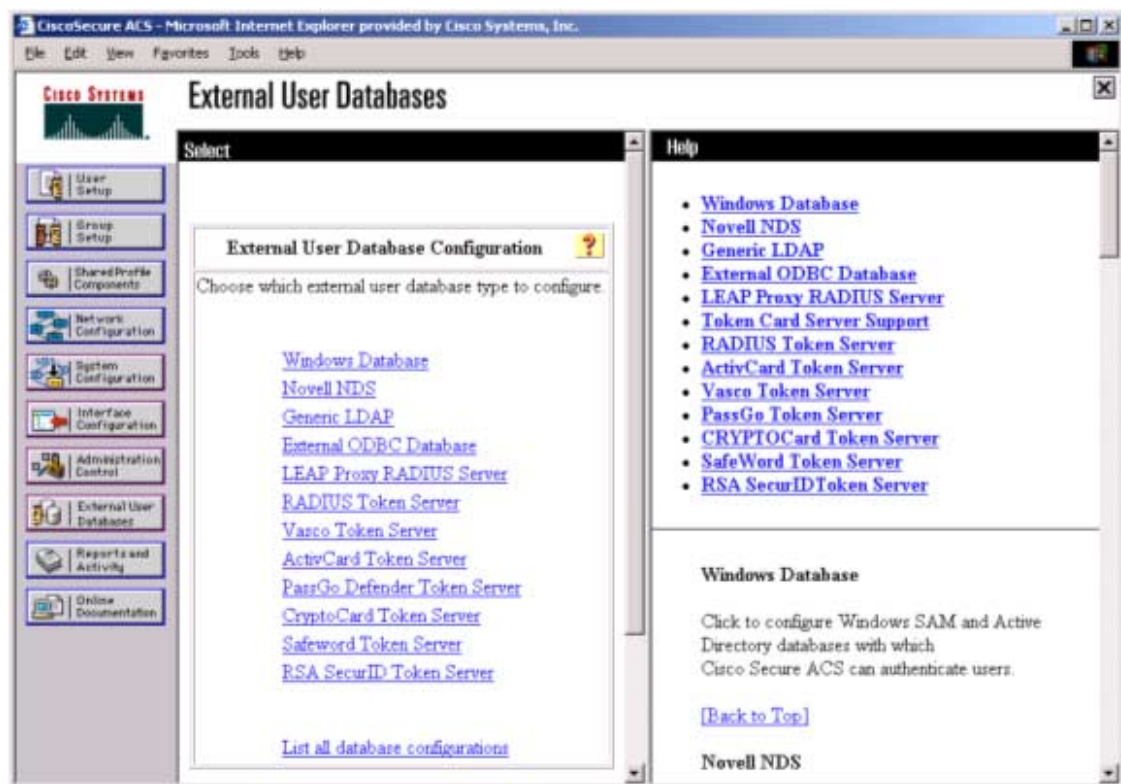 CiscoSecure ACS - Microsoft Internet Explorer provided by Cisco Systems, Inc.
File Edit View Favorites Tools Help
CISCO SYSTEMS
External User Databases
User
Setup
Group
Setup
Shared Profile
Components
Network
Configuration
System
Configuration
Interface
Configuration
Administration
Control
External User
Databases
Reports and
Activity
Online
Documentation
Select
External User Database Configuration
?
Choose which external user database type to configure.
Windows Database
Novell NDS
Generic LDAP
External ODBC Database
LEAP Proxy RADIUS Server
RADIUS Token Server
Vasco Token Server
ActivCard Token Server
PassGo Defender Token Server
CryptoCard Token Server
Safeword Token Server
RSA SecurID Token Server
List all database configurations
Help
Windows Database
Novell NDS
Generic LDAP
External ODBC Database
LEAP Proxy RADIUS Server
Token Card Server Support
RADIUS Token Server
ActivCard Token Server
Vasco Token Server
PassGo Token Server
CRYPTOCard Token Server
SafeWord Token Server
RSA SecurIDToken Server
Windows Database
Click to configure Windows SAM and Active
Directory databases with which
Cisco Secure ACS can authenticate users.
[Back to Top]
Novell NDS